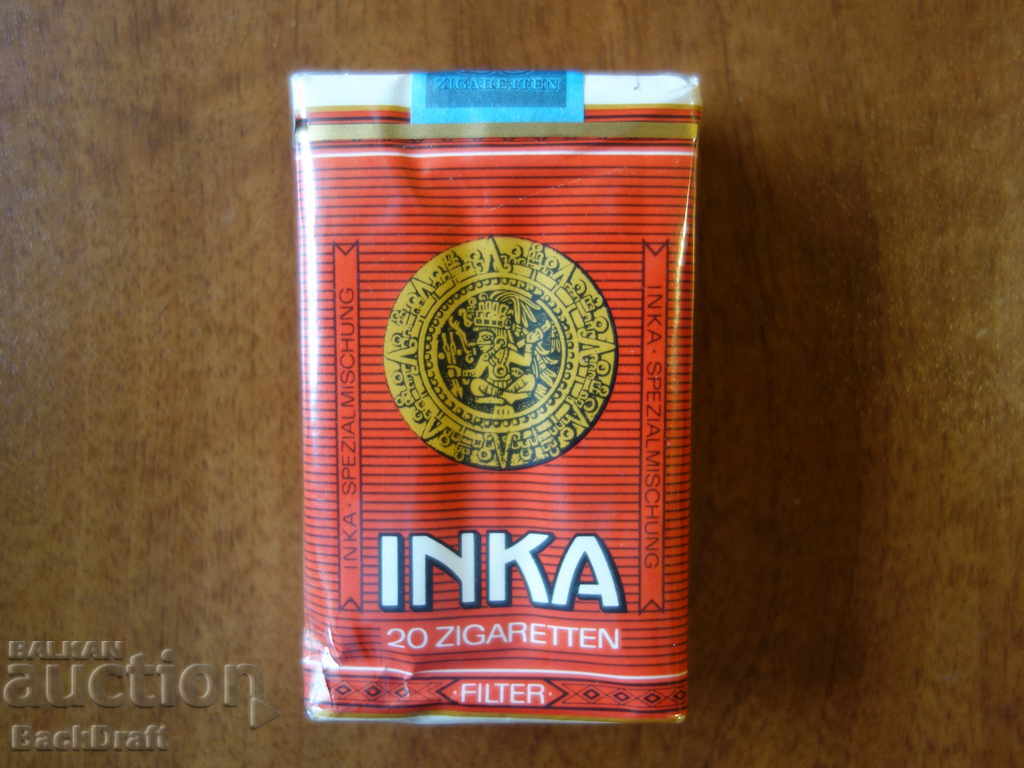 ZIGARETTEN
INKA · SPEZIALMISCHUNG
INKA · SPEZIALMISCHUNG
INKA
20 ZIGARETTEN
· FILTER ·
BALKAN
auction
BackDraft